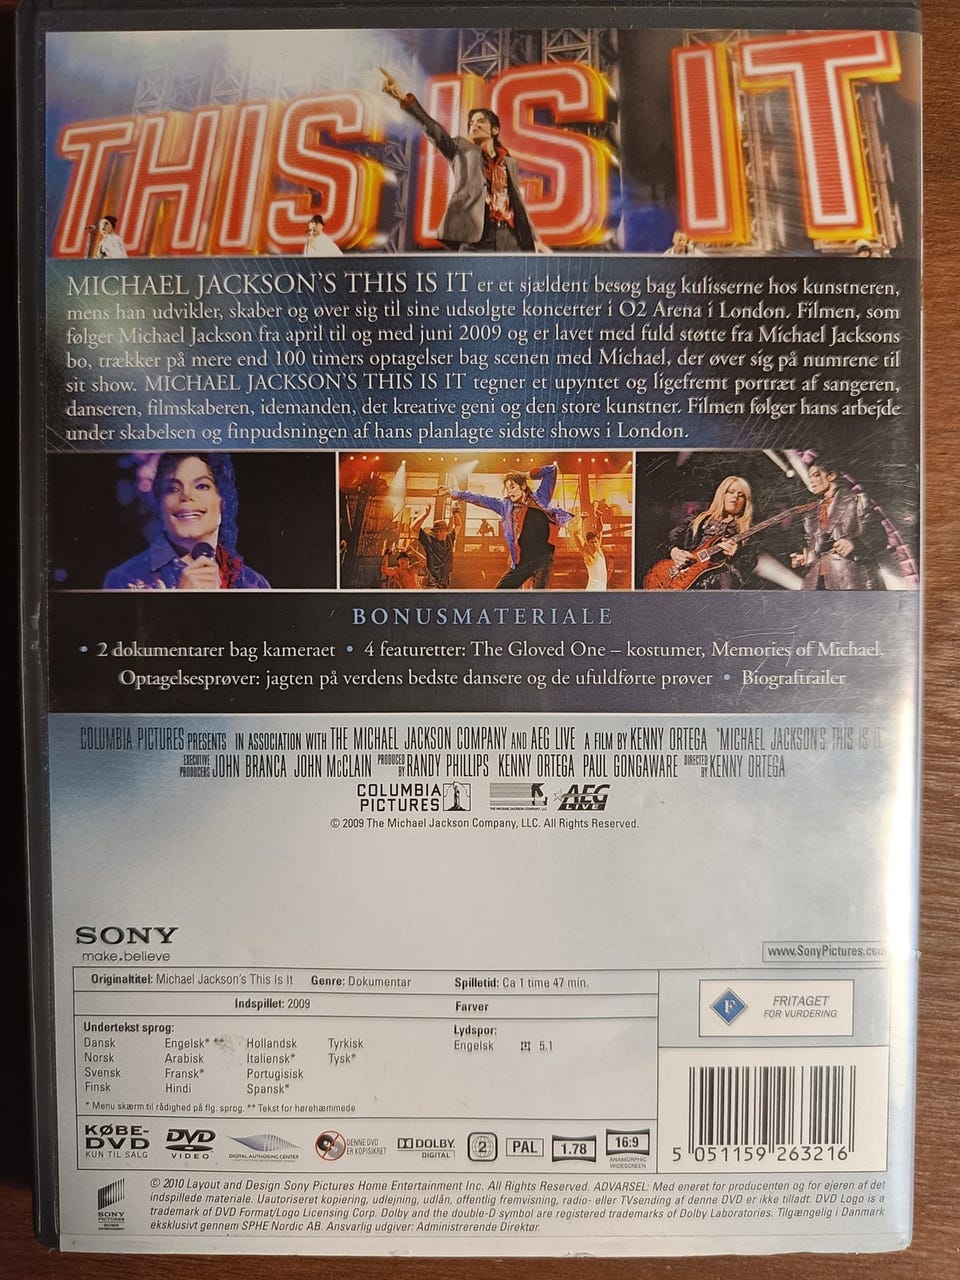 THIS IS IT
MICHAEL JACKSON'S THIS IS IT er et sjældent besøg bag kulisserne hos kunstneren,
mens han udvikler, skaber og øver sig til sine udsolgte koncerter i O2 Arena i London. Filmen, som
følger Michael Jackson fra april til og med juni 2009 og er lavet med fuld støtte fra Michael Jacksons
bo, trækker på mere end 100 timers optagelser bag scenen med Michael, der øver sig på numrene til
sit show. MICHAEL JACKSON'S THIS IS IT tegner et upyntet og ligefremt portræt af sangeren,
danseren, filmskaberen, idemanden, det kreative geni og den store kunstner. Filmen følger hans arbejde
under skabelsen og finpudsningen af hans planlagte sidste shows i London.
BONUSMATERIALE
• 2 dokumentarer bag kameraet • 4 featuretter: The Gloved One – kostumer, Memories of Michael,
Optagelsesprøver: jagten på verdens bedste dansere og de ufuldførte prøver • Biograftrailer
COLUMBIA PICTURES PRESENTS IN ASSOCIATION WITH THE MICHAEL JACKSON COMPANY AND AEG LIVE A FILM BY KENNY ORTEGA "MICHAEL JACKSON'S THIS IS IT"
EXECUTIVE PRODUCERS JOHN BRANCA JOHN McCLAIN PRODUCED BY RANDY PHILLIPS KENNY ORTEGA PAUL GONGAWARE DIRECTED BY KENNY ORTEGA
COLUMBIA PICTURES THE MICHAEL JACKSON COMPANY, LLC AEG LIVE
© 2009 The Michael Jackson Company, LLC. All Rights Reserved.
SONY
make.believe
www.SonyPictures.com
Originaltitel: Michael Jackson's This Is It Genre: Dokumentar Spilletid: Ca 1 time 47 min.
Indspillet: 2009 Farver
FRITAGET
F FOR VURDERING
Undertekst sprog: Lydspor:
Dansk Engelsk* ** Hollandsk Tyrkisk Engelsk 5.1
Norsk Arabisk Italiensk* Tysk*
Svensk Fransk* Portugisisk
Finsk Hindi Spansk*
* Menu skærm til rådighed på flg. sprog. ** Tekst for hørehæmmede
KØBE-
DVD
KUN TIL SALG
DVD
VIDEO
DIGITAL AUTHORING CENTER
DENNE DVD
ER KOPISIKRET
DOLBY
DIGITAL
2
PAL
1.78
16:9
ANAMORPHIC
WIDESCREEN
5 051159 263216
SONY
PICTURES
HOME
ENTERTAINMENT
© 2010 Layout and Design Sony Pictures Home Entertainment Inc. All Rights Reserved. ADVARSEL: Med eneret for producenten og for ejeren af det
indspillede materiale. Uautoriseret kopiering, udlejning, udlån, offentlig fremvisning, radio- eller TVsending af denne DVD er ikke tilladt. DVD Logo is a
trademark of DVD Format/Logo Licensing Corp. Dolby and the double-D symbol are registered trademarks of Dolby Laboratories. Tilgængelig i Danmark
eksklusivt gennem SPHE Nordic AB. Ansvarlig udgiver: Administrerende Direktør.